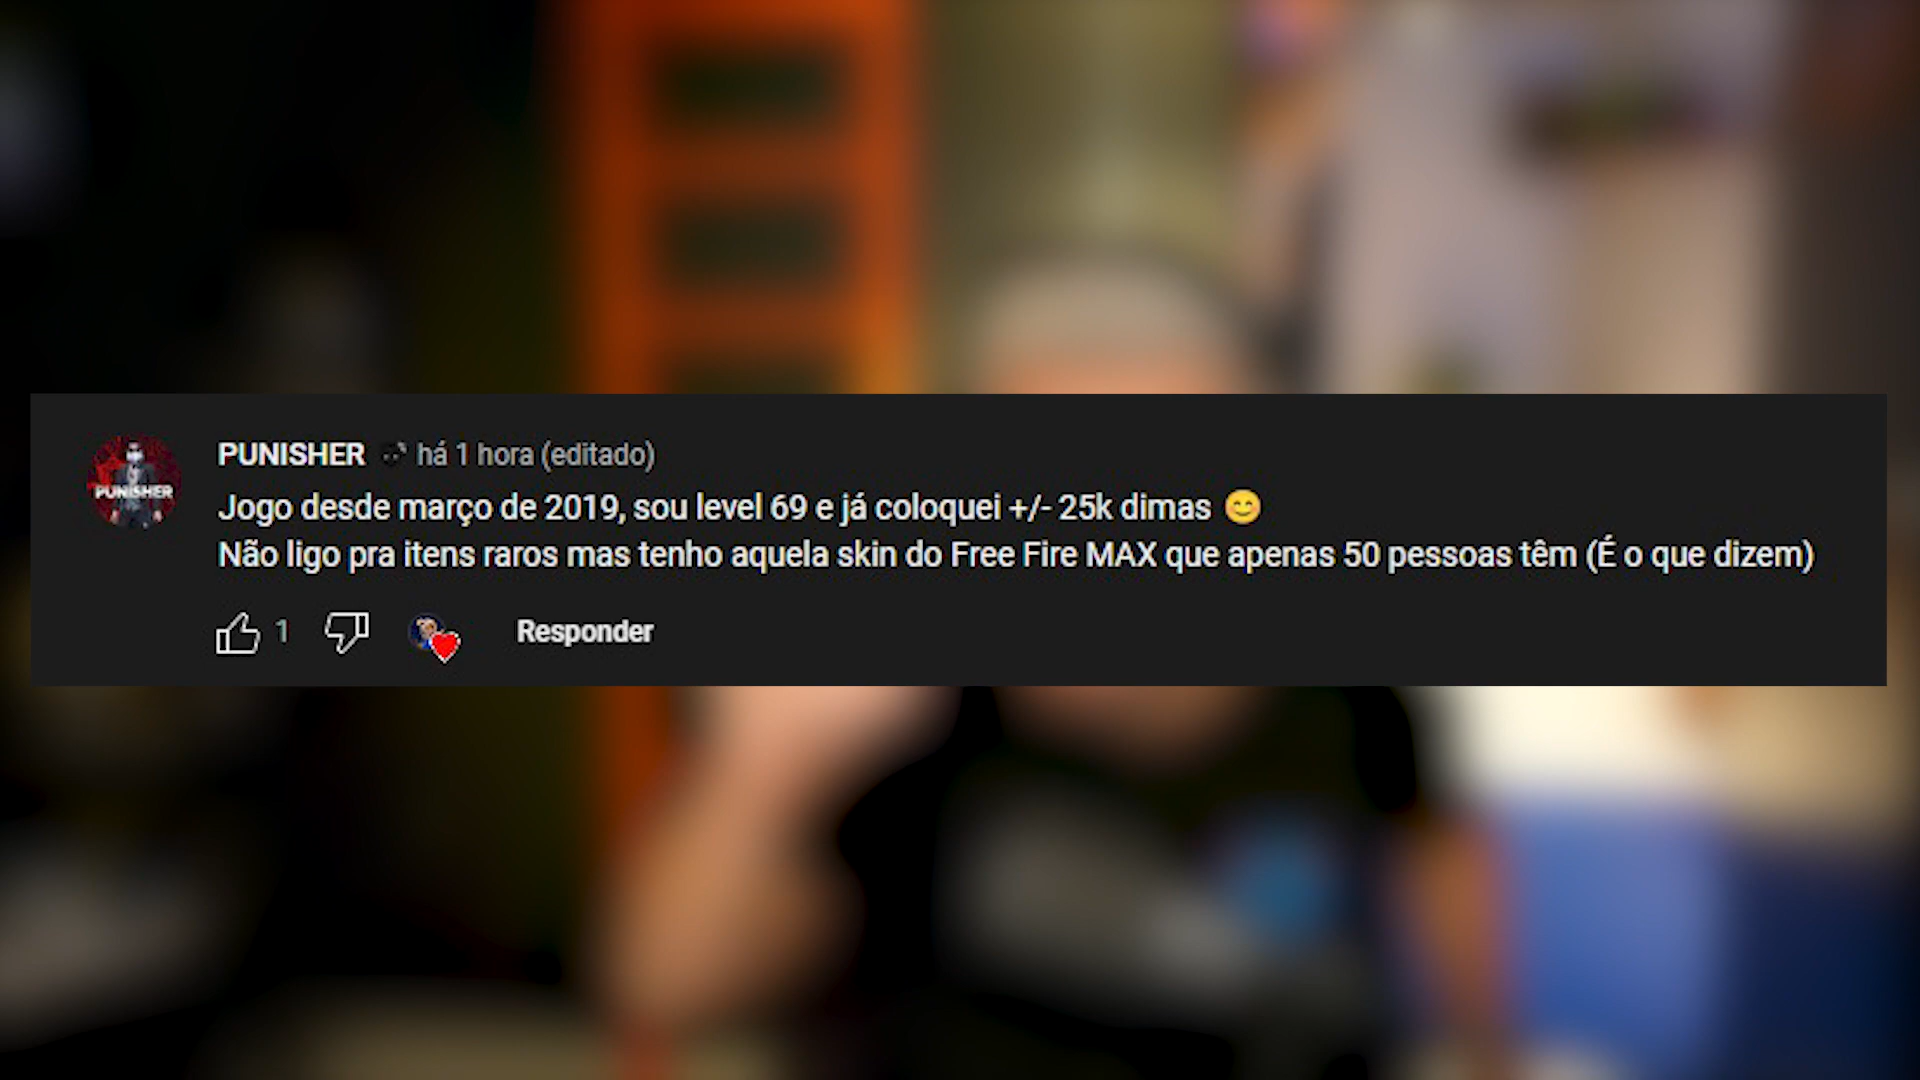 PUNISHER há 1 hora (editado)
PUNISHER
Jogo desde março de 2019, sou level 69 e já coloquei +/- 25k dimas 😊
Não ligo pra itens raros mas tenho aquela skin do Free Fire MAX que apenas 50 pessoas têm (É o que dizem)
1 Responder